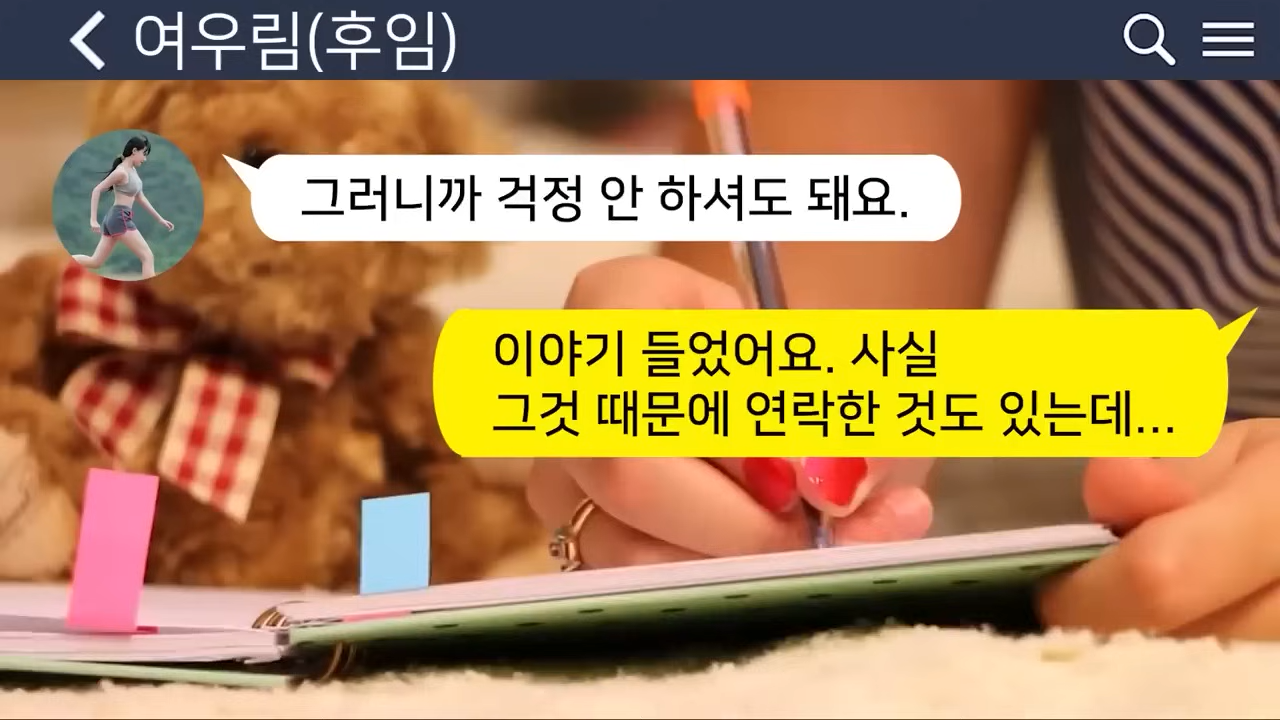 여우림(후임)
그러니까 걱정 안 하셔도 돼요.
이야기 들었어요. 사실
그것 때문에 연락한 것도 있는데...